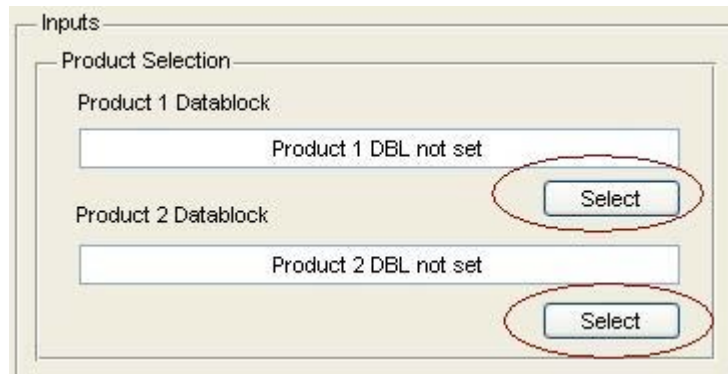 Inputs
Product Selection
Product 1 Datablock
Product 1 DBL not set
Select
Product 2 Datablock
Product 2 DBL not set
Select